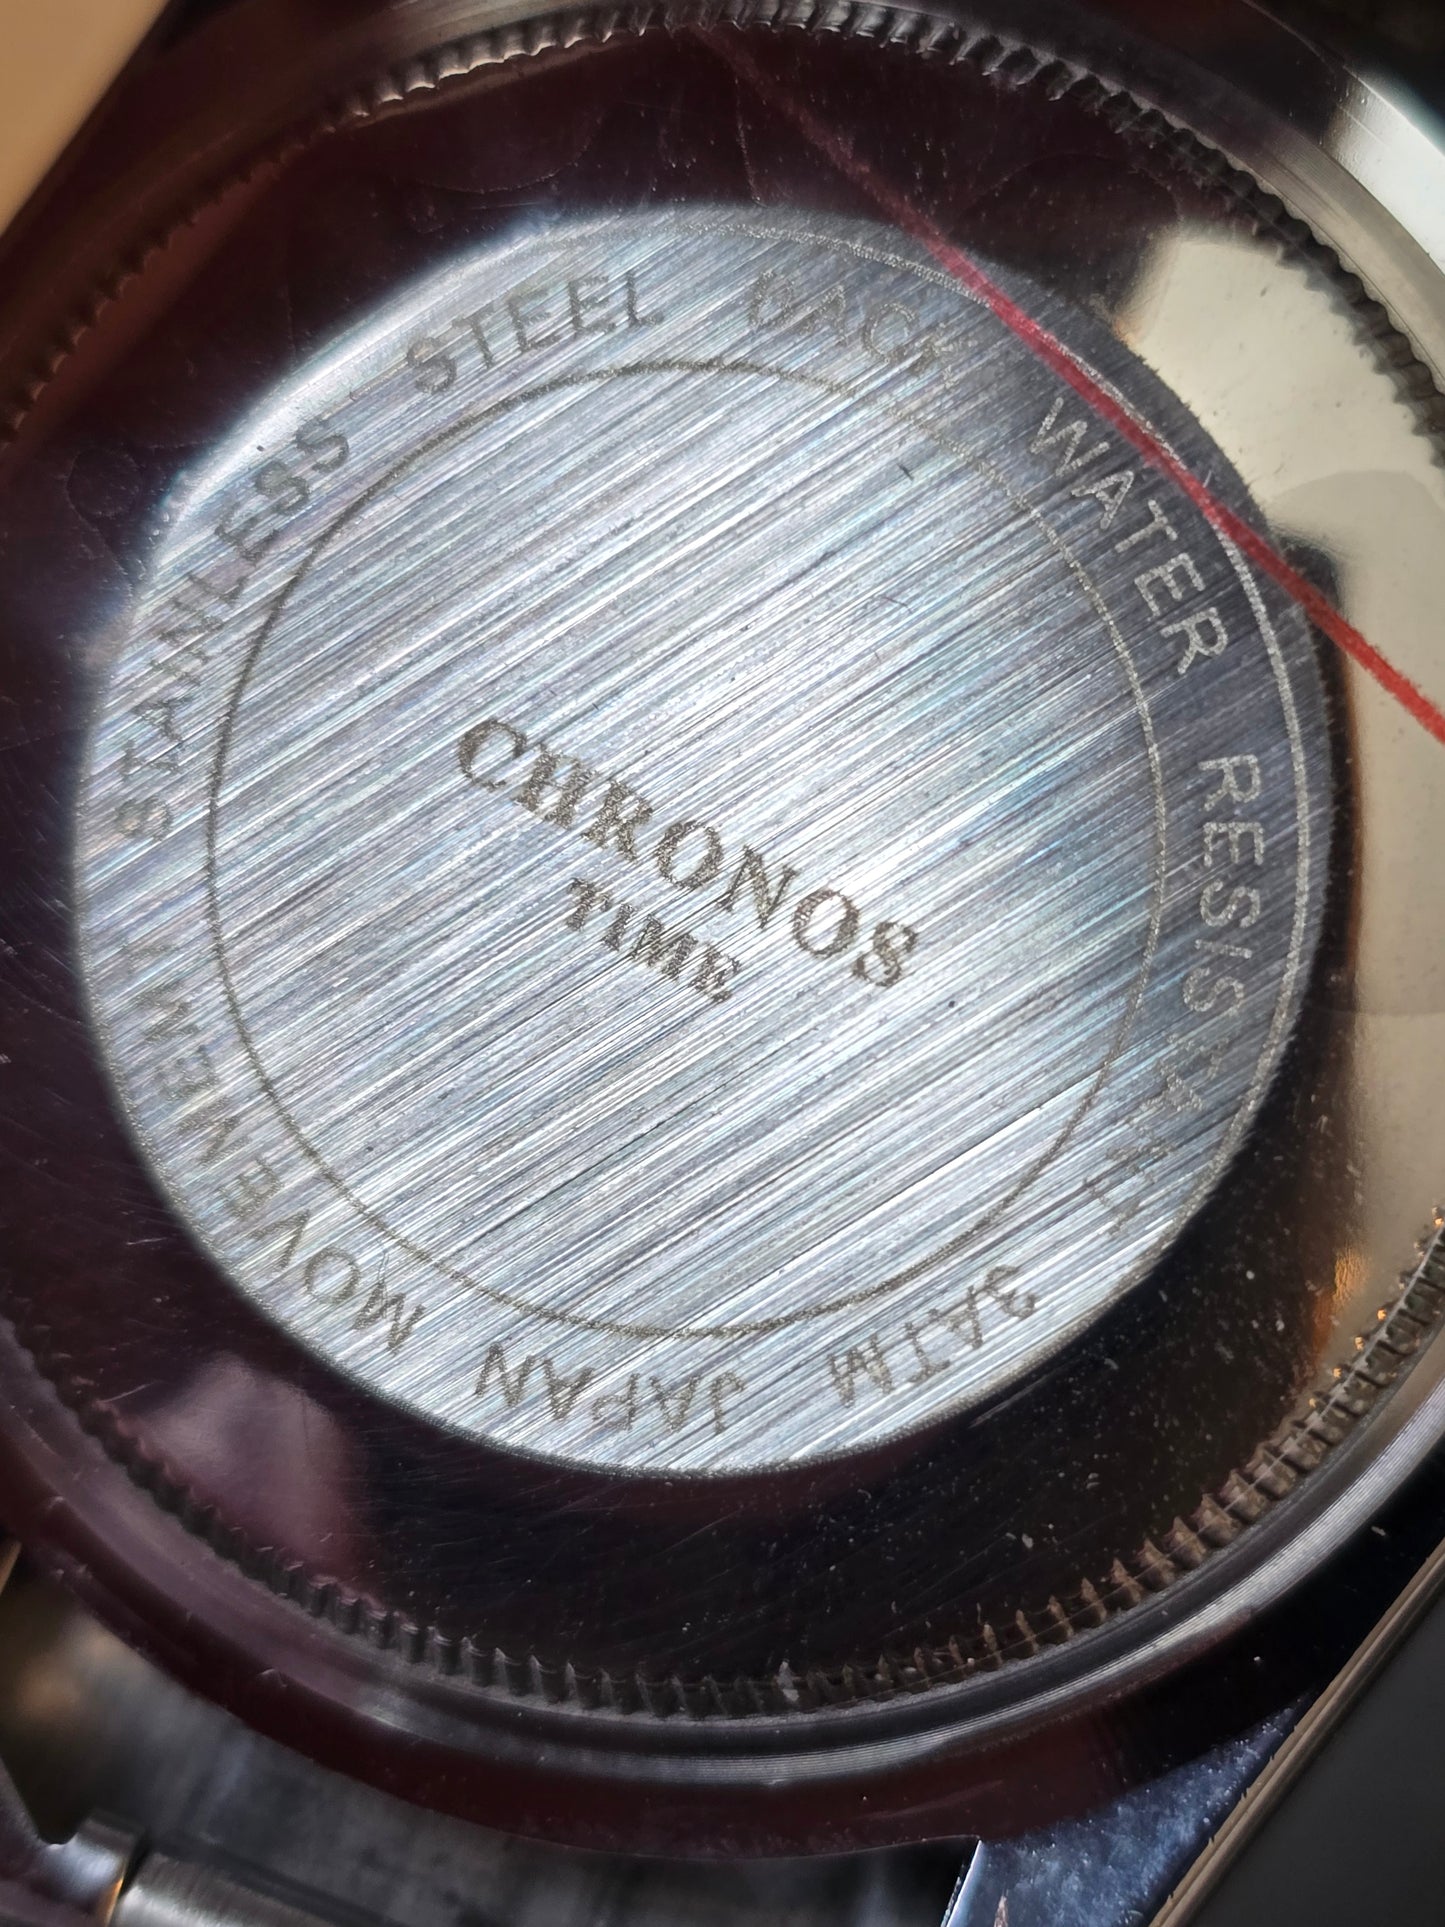 CHRONOS
TIME
STAINLESS STEEL BACK WATER RESISTANT 3ATM JAPAN MOVEMENT